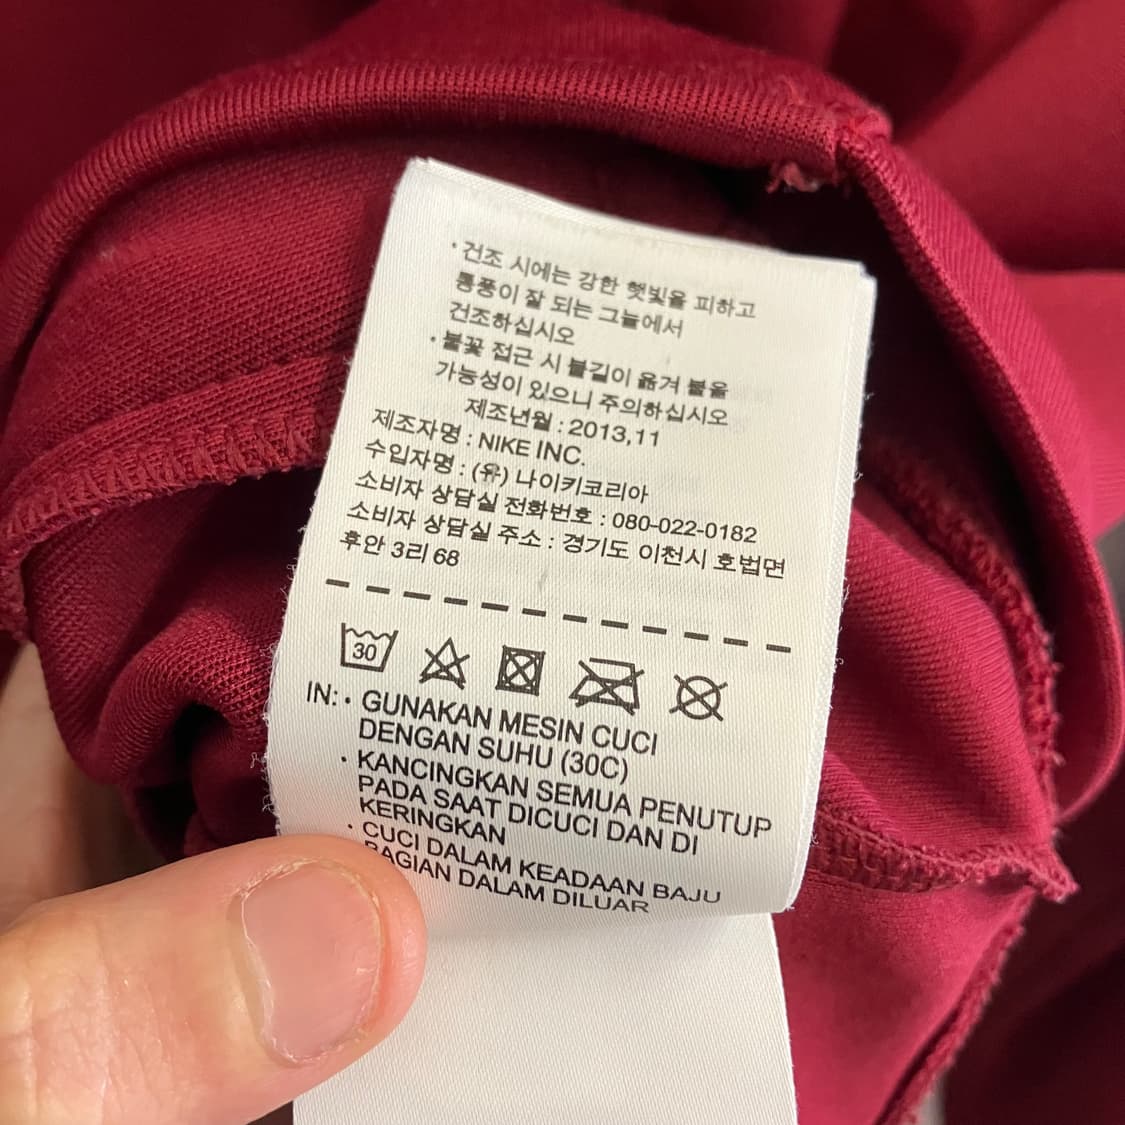 · 건조 시에는 강한 햇빛을 피하고
통풍이 잘 되는 그늘에서
건조하십시오
· 불꽃 접근 시 불길이 옮겨 붙을
가능성이 있으니 주의하십시오
제조년월 : 2013,11
제조자명 : NIKE INC.
수입자명 : (유) 나이키코리아
소비자 상담실 전화번호 : 080-022-0182
소비자 상담실 주소 : 경기도 이천시 호법면
후안 3리 68
30
IN: · GUNAKAN MESIN CUCI
DENGAN SUHU (30C)
· KANCINGKAN SEMUA PENUTUP
PADA SAAT DICUCI DAN DI
KERINGKAN
· CUCI DALAM KEADAAN BAJU
BAGIAN DALAM DILUAR